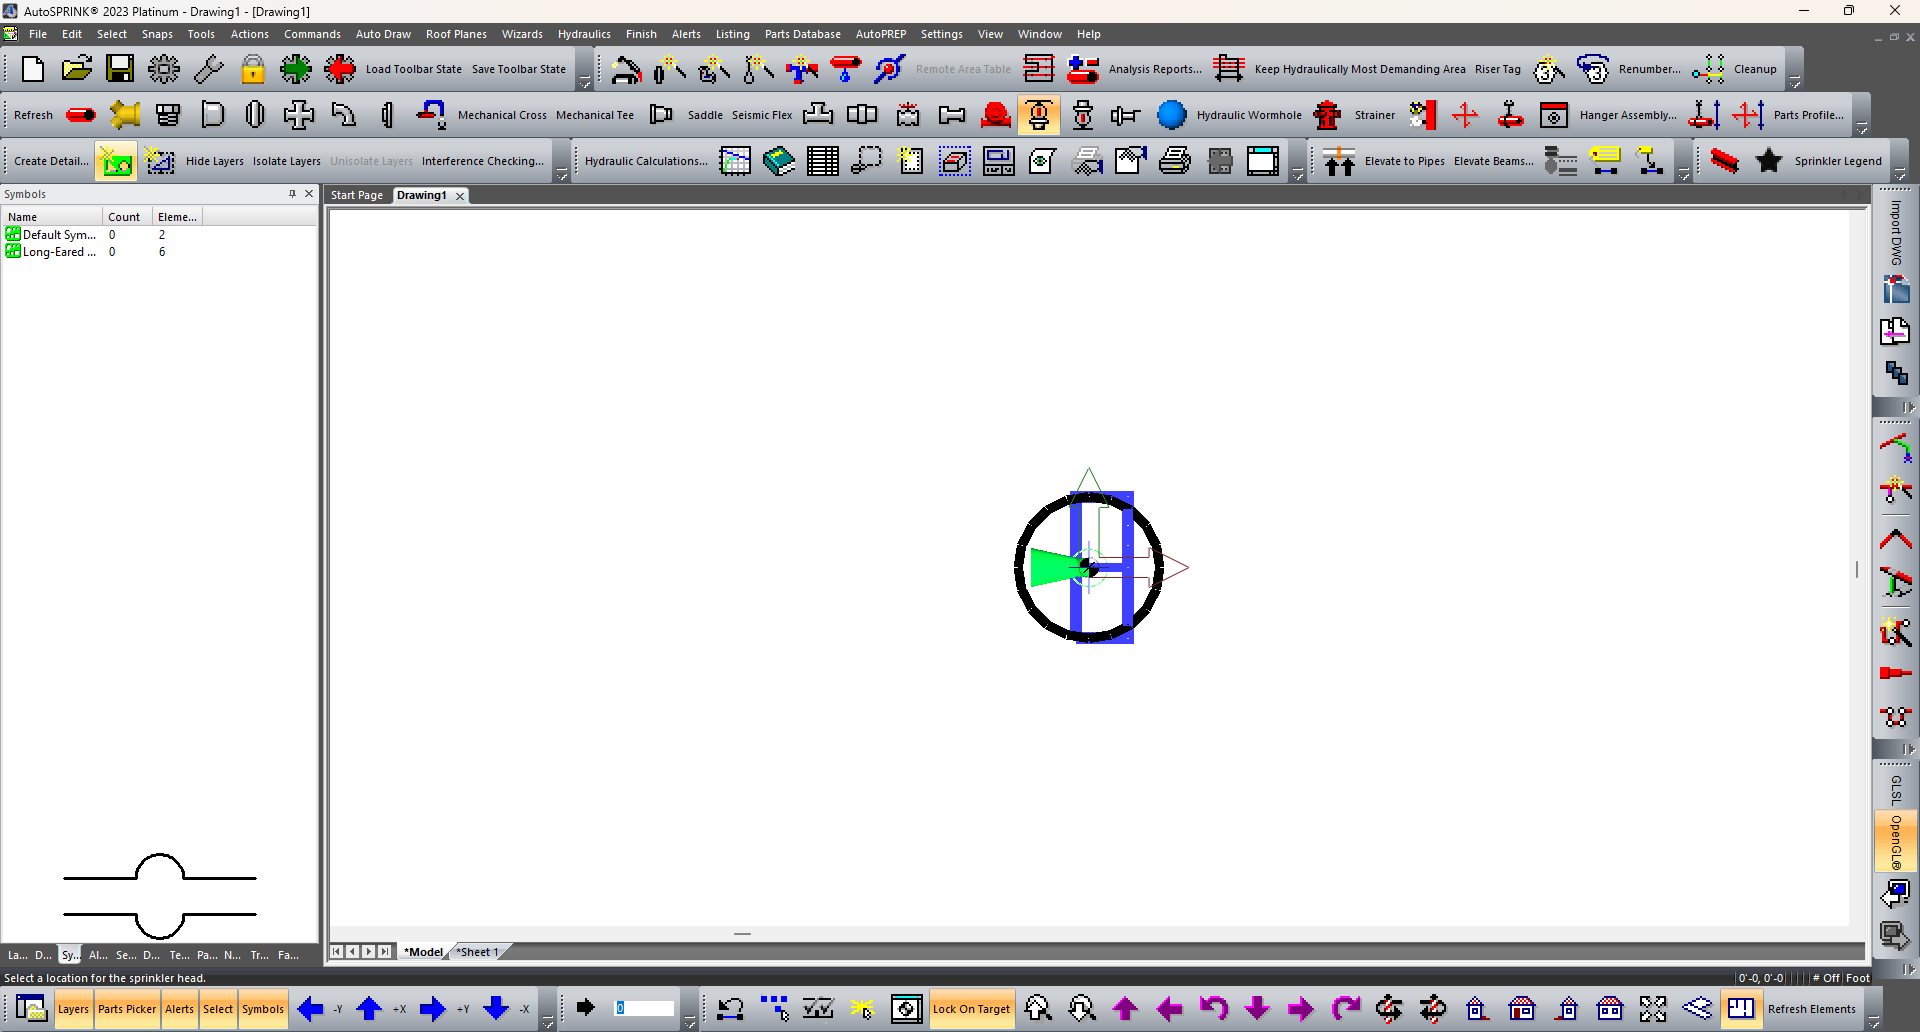 AutoSPRINK® 2023 Platinum - Drawing1 - [Drawing1]
File Edit Select Snaps Tools Actions Commands Auto Draw Roof Planes Wizards Hydraulics Finish Alerts Listing Parts Database AutoPREP Settings View Window Help
Load Toolbar State Save Toolbar State Remote Area Table Analysis Reports... Keep Hydraulically Most Demanding Area Riser Tag Renumber... Cleanup
Refresh Mechanical Cross Mechanical Tee Saddle Seismic Flex Hydraulic Wormhole Strainer Hanger Assembly... Parts Profile...
Create Detail... Hide Layers Isolate Layers Unisolate Layers Interference Checking... Hydraulic Calculations... Elevate to Pipes Elevate Beams... Sprinkler Legend
Symbols
Start Page Drawing1
Name Count Eleme...
Default Sym... 0 2
Long-Eared ... 0 6
Import DWG
GLSL
OpenGL®
*Model *Sheet 1
La... D... Sy... Al... Se... D... Te... Pa... N... Tr... Fa...
Select a location for the sprinkler head.
0'-0, 0'-0 # Off Foot
Layers Parts Picker Alerts Select Symbols -Y +X +Y -X 0 Lock On Target Refresh Elements